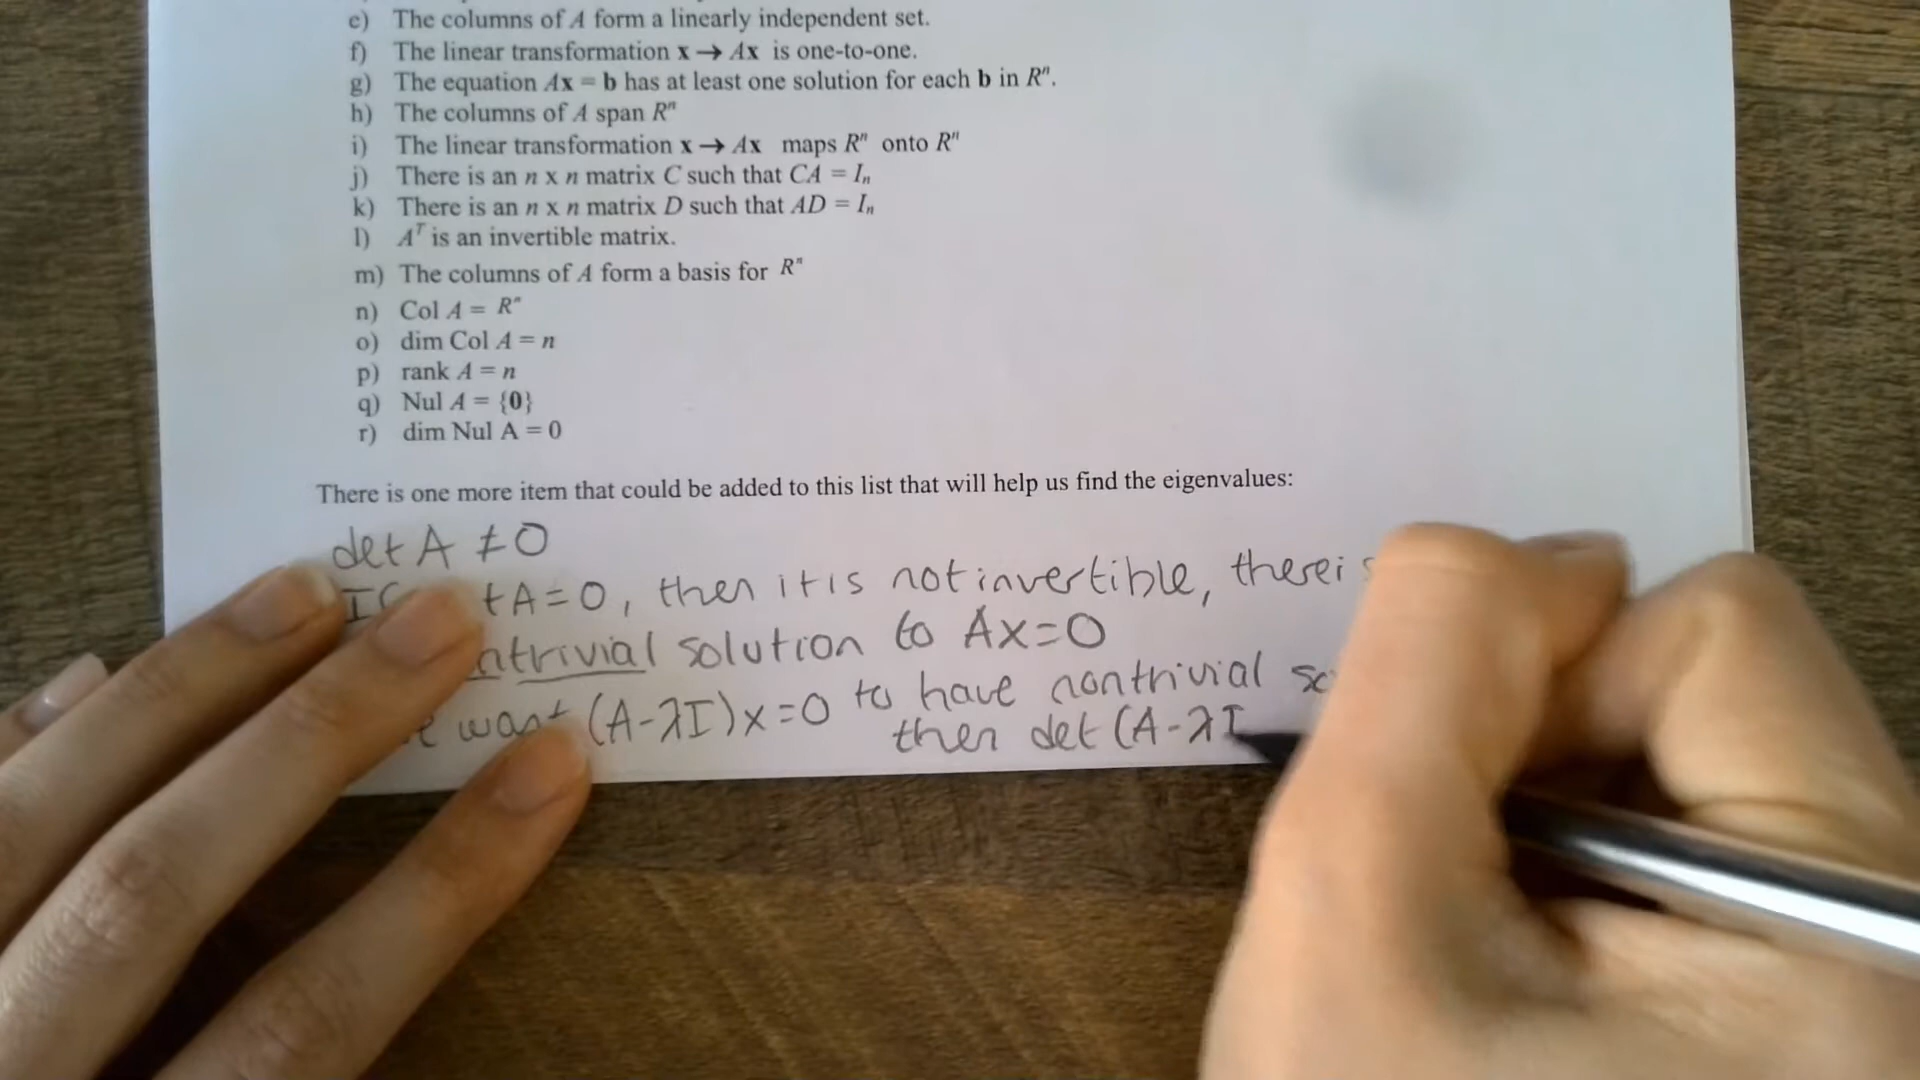 e) The columns of A form a linearly independent set.
f) The linear transformation x → Ax is one-to-one.
g) The equation Ax = b has at least one solution for each b in Rⁿ.
h) The columns of A span Rⁿ
i) The linear transformation x → Ax maps Rⁿ onto Rⁿ
j) There is an n x n matrix C such that CA = Iₙ
k) There is an n x n matrix D such that AD = Iₙ
l) Aᵀ is an invertible matrix.
m) The columns of A form a basis for Rⁿ
n) Col A = Rⁿ
o) dim Col A = n
p) rank A = n
q) Nul A = {0}
r) dim Nul A = 0
There is one more item that could be added to this list that will help us find the eigenvalues:
det A ≠ 0
tA=0, then it is not invertible, there is
ntrivial solution to Ax=0
want (A-λI)x=0 to have nontrivial
then det (A-λI